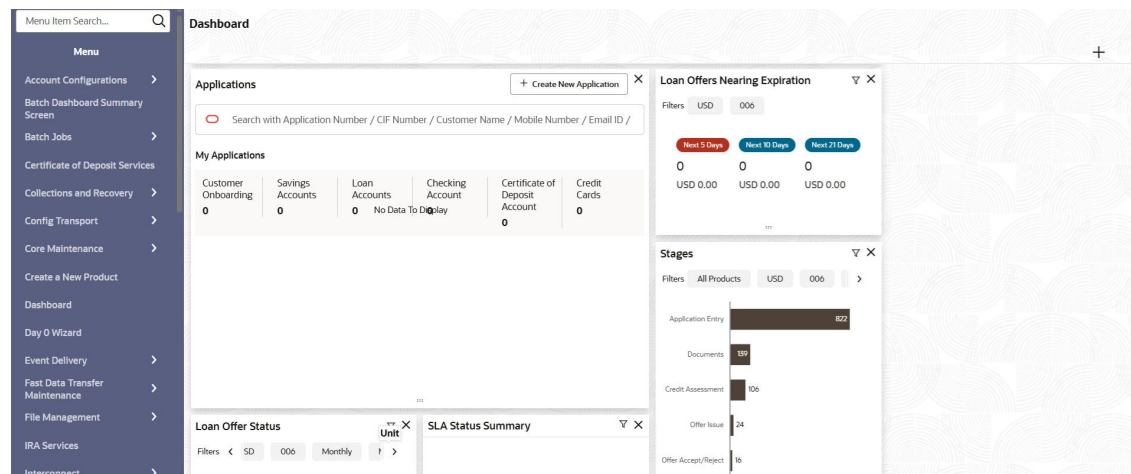 Menu Item Search...
Menu
Account Configurations
Batch Dashboard Summary
Screen
Batch Jobs
Certificate of Deposit Services
Collections and Recovery
Config Transport
Core Maintenance
Create a New Product
Dashboard
Day 0 Wizard
Event Delivery
Fast Data Transfer
Maintenance
File Management
IRA Services
Interconnect
Dashboard
Applications
+ Create New Application
Search with Application Number / CIF Number / Customer Name / Mobile Number / Email ID /
My Applications
Customer
Onboarding
0
Savings
Accounts
0
Loan
Accounts
0
Checking
Account
0
Certificate of
Deposit
Account
0
Credit
Cards
0
No Data To Display
Loan Offers Nearing Expiration
Filters USD 006
Next 5 Days Next 10 Days Next 21 Days
0 0 0
USD 0.00 USD 0.00 USD 0.00
Stages
Filters All Products USD 006
Application Entry 822
Documents 139
Credit Assessment 106
Offer Issue 24
Offer Accept/Reject 16
Loan Offer Status
Unit
Filters SD 006 Monthly
SLA Status Summary